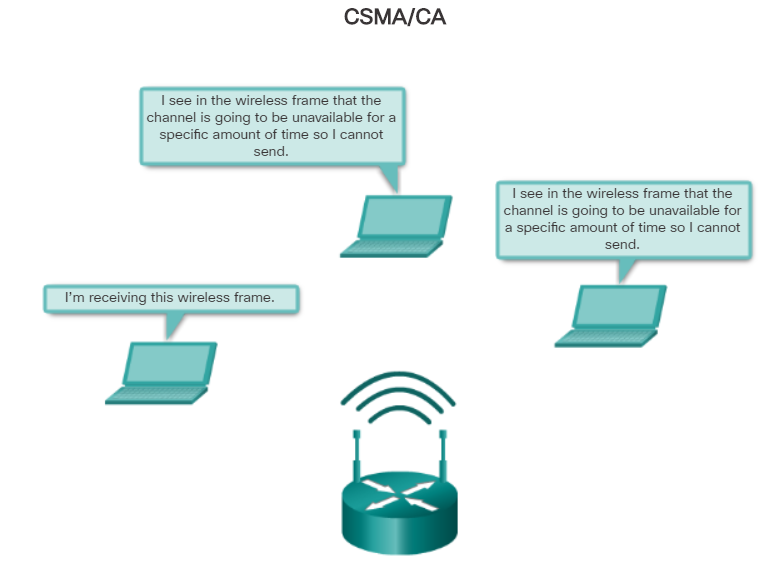 CSMA/CA
I see in the wireless frame that the
channel is going to be unavailable for a
specific amount of time so I cannot
send.
I see in the wireless frame that the
channel is going to be unavailable for
a specific amount of time so I cannot
send.
I'm receiving this wireless frame.